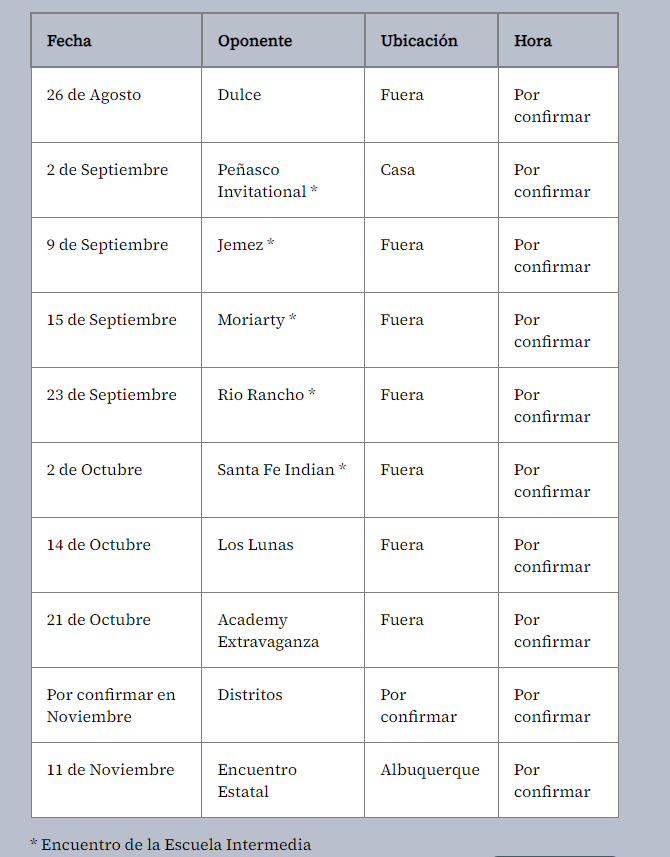 Fecha Oponente Ubicación Hora
26 de Agosto Dulce Fuera Por
confirmar
2 de Septiembre Peñasco Casa Por
Invitational * confirmar
9 de Septiembre Jemez * Fuera Por
confirmar
15 de Septiembre Moriarty * Fuera Por
confirmar
23 de Septiembre Rio Rancho * Fuera Por
confirmar
2 de Octubre Santa Fe Indian * Fuera Por
confirmar
14 de Octubre Los Lunas Fuera Por
confirmar
21 de Octubre Academy Fuera Por
Extravaganza confirmar
Por confirmar en Distritos Por Por
Noviembre confirmar confirmar
11 de Noviembre Encuentro Albuquerque Por
Estatal confirmar
* Encuentro de la Escuela Intermedia